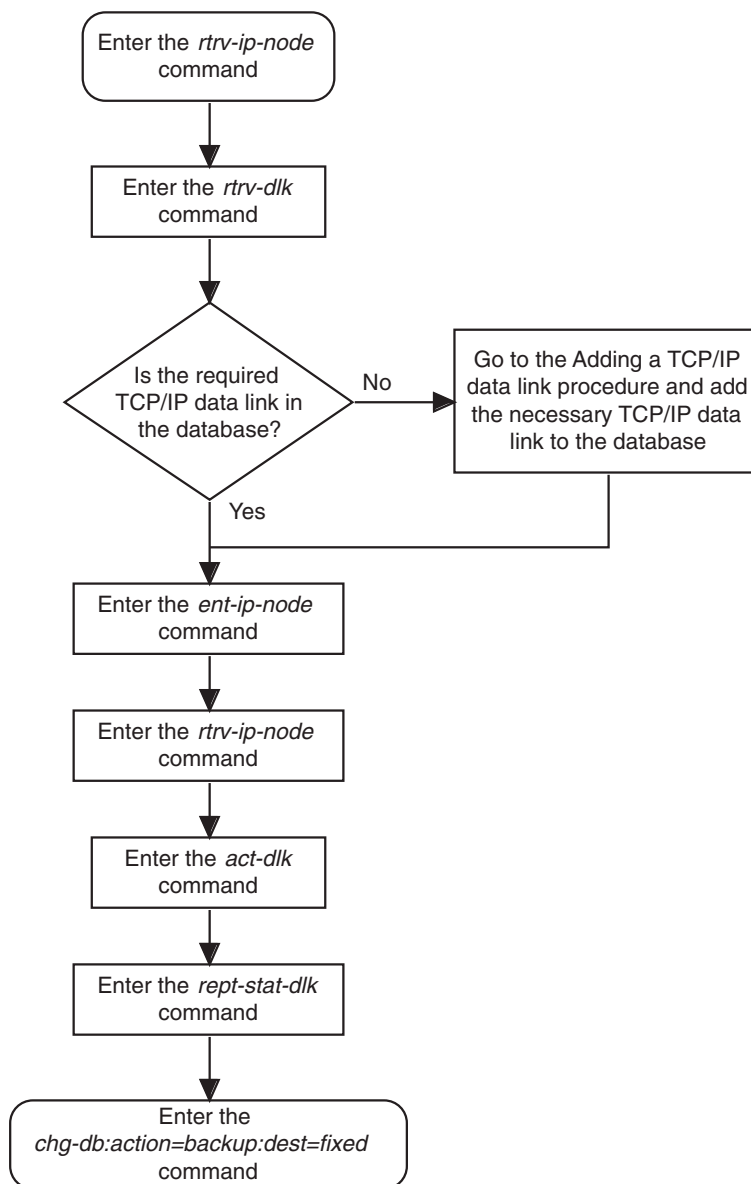 Enter the rtrv-ip-node
command
Enter the rtrv-dlk
command
Is the required
TCP/IP data link in
the database?
No
Go to the Adding a TCP/IP
data link procedure and add
the necessary TCP/IP data
link to the database
Yes
Enter the ent-ip-node
command
Enter the rtrv-ip-node
command
Enter the act-dlk
command
Enter the rept-stat-dlk
command
Enter the
chg-db:action=backup:dest=fixed
command